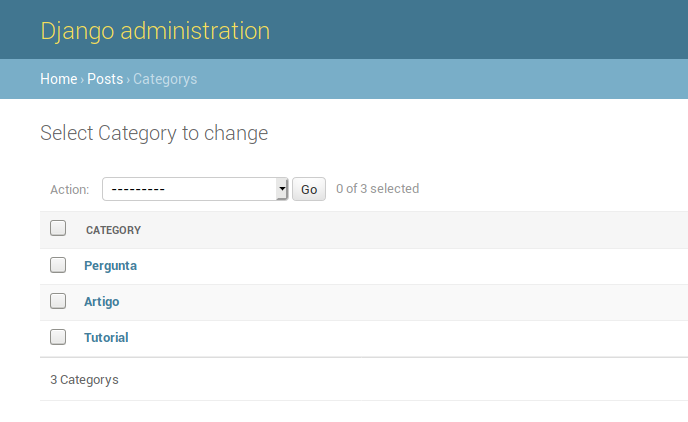 Django administration
Home › Posts › Categorys
Select Category to change
Action: --------- Go 0 of 3 selected
CATEGORY
Pergunta
Artigo
Tutorial
3 Categorys